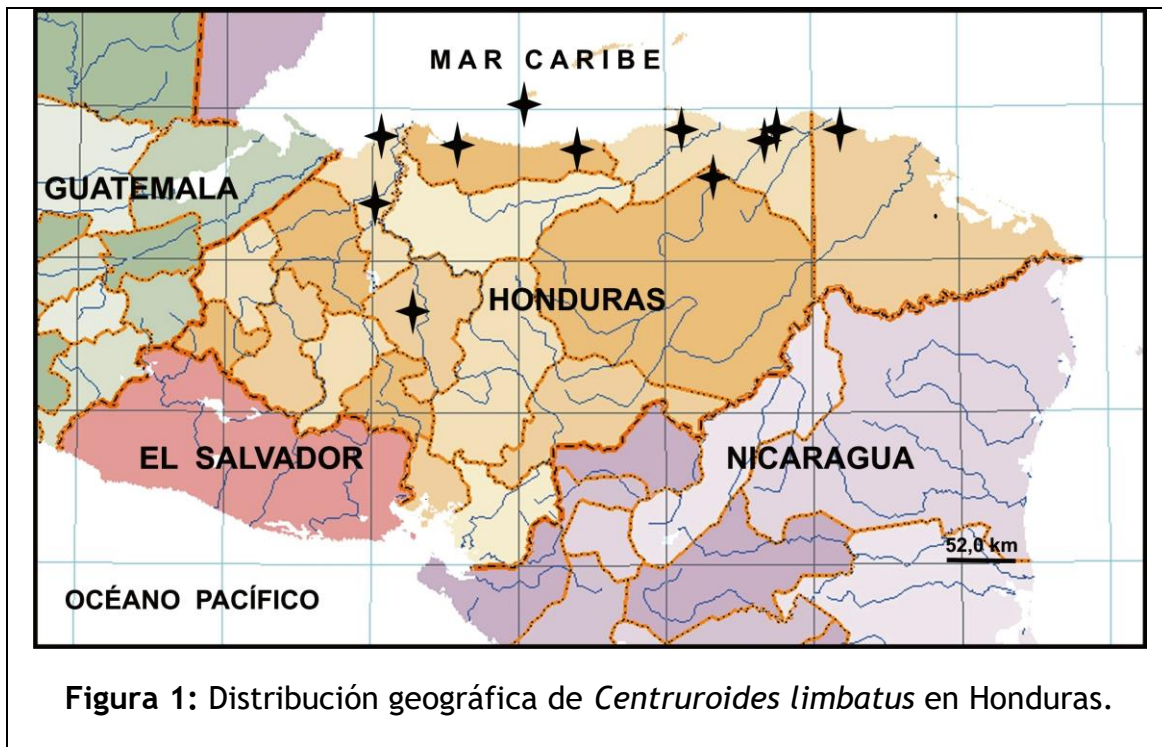 MAR CARIBE
GUATEMALA
HONDURAS
EL SALVADOR
NICARAGUA
52,0 km
OCÉANO PACÍFICO
Figura 1: Distribución geográfica de Centruroides limbatus en Honduras.